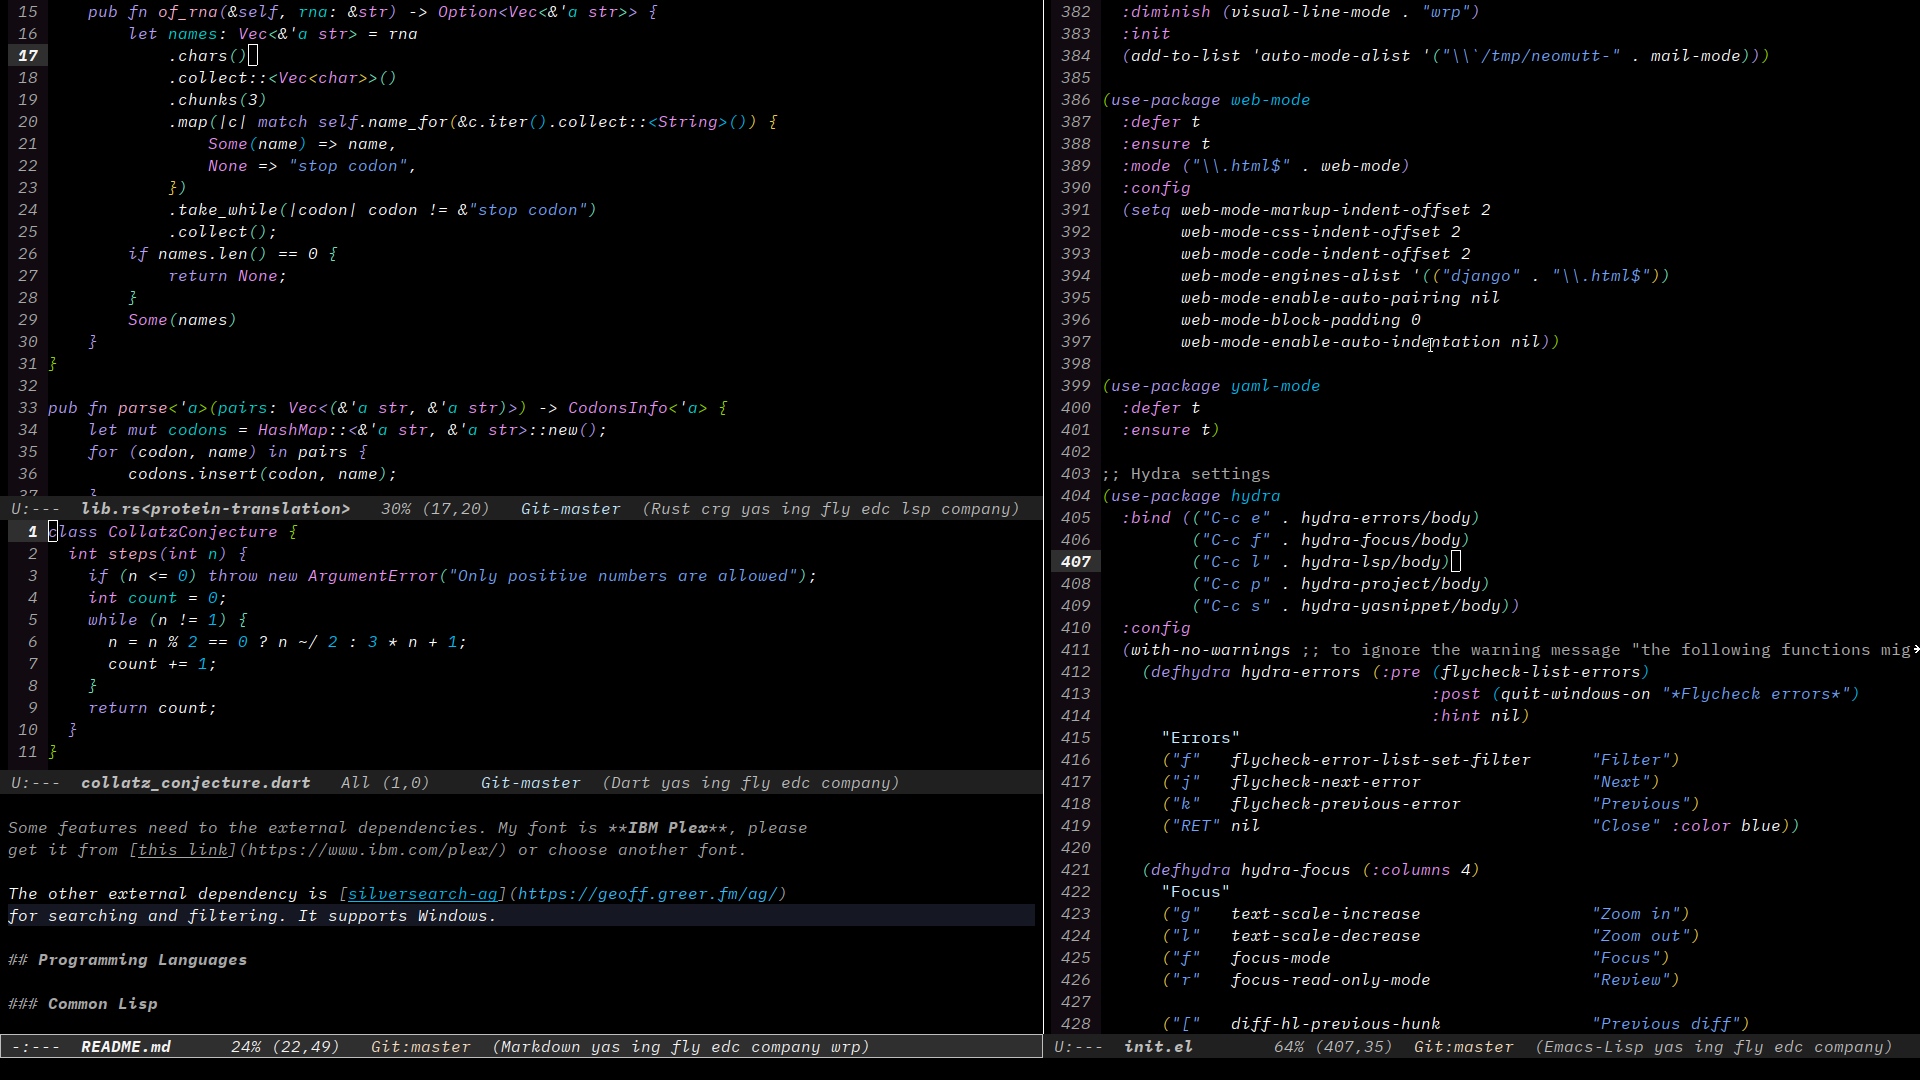 15     pub fn of_rna(&self, rna: &str) -> Option<Vec<&'a str>> {
16         let names: Vec<&'a str> = rna
17             .chars()
18             .collect::<Vec<char>>()
19             .chunks(3)
20             .map(|c| match self.name_for(&c.iter().collect::<String>()) {
21                 Some(name) => name,
22                 None => "stop codon",
23             })
24             .take_while(|codon| codon != &"stop codon")
25             .collect();
26         if names.len() == 0 {
27             return None;
28         }
29         Some(names)
30     }
31 }
32
33 pub fn parse<'a>(pairs: Vec<(&'a str, &'a str)>) -> CodonsInfo<'a> {
34     let mut codons = HashMap::<&'a str, &'a str>::new();
35     for (codon, name) in pairs {
36         codons.insert(codon, name);
37     }
U:---  lib.rs<protein-translation>   30% (17,20)   Git-master  (Rust crg yas ing fly edc lsp company)
1 class CollatzConjecture {
2   int steps(int n) {
3     if (n <= 0) throw new ArgumentError("Only positive numbers are allowed");
4     int count = 0;
5     while (n != 1) {
6       n = n % 2 == 0 ? n ~/ 2 : 3 * n + 1;
7       count += 1;
8     }
9     return count;
10   }
11 }
U:---  collatz_conjecture.dart   All (1,0)     Git-master  (Dart yas ing fly edc company)
Some features need to the external dependencies. My font is **IBM Plex**, please
get it from [this link](https://www.ibm.com/plex/) or choose another font.
The other external dependency is [silversearch-ag](https://geoff.greer.fm/ag/)
for searching and filtering. It supports Windows.
## Programming Languages
### Common Lisp
-:---  README.md      24% (22,49)   Git:master  (Markdown yas ing fly edc company wrp)
382   :diminish (visual-line-mode . "wrp")
383   :init
384   (add-to-list 'auto-mode-alist '("\\`/tmp/neomutt-" . mail-mode)))
385
386 (use-package web-mode
387   :defer t
388   :ensure t
389   :mode ("\\.html$" . web-mode)
390   :config
391   (setq web-mode-markup-indent-offset 2
392         web-mode-css-indent-offset 2
393         web-mode-code-indent-offset 2
394         web-mode-engines-alist '(("django" . "\\.html$"))
395         web-mode-enable-auto-pairing nil
396         web-mode-block-padding 0
397         web-mode-enable-auto-indentation nil))
398
399 (use-package yaml-mode
400   :defer t
401   :ensure t)
402
403 ;; Hydra settings
404 (use-package hydra
405   :bind (("C-c e" . hydra-errors/body)
406          ("C-c f" . hydra-focus/body)
407          ("C-c l" . hydra-lsp/body)
408          ("C-c p" . hydra-project/body)
409          ("C-c s" . hydra-yasnippet/body))
410   :config
411   (with-no-warnings ;; to ignore the warning message "the following functions mig
412     (defhydra hydra-errors (:pre (flycheck-list-errors)
413                                  :post (quit-windows-on "*Flycheck errors*")
414                                  :hint nil)
415       "Errors"
416       ("f"   flycheck-error-list-set-filter      "Filter")
417       ("j"   flycheck-next-error                 "Next")
418       ("k"   flycheck-previous-error             "Previous")
419       ("RET" nil                                 "Close" :color blue))
420
421     (defhydra hydra-focus (:columns 4)
422       "Focus"
423       ("g"   text-scale-increase                 "Zoom in")
424       ("l"   text-scale-decrease                 "Zoom out")
425       ("f"   focus-mode                          "Focus")
426       ("r"   focus-read-only-mode                "Review")
427
428       ("["   diff-hl-previous-hunk               "Previous diff")
U:---  init.el        64% (407,35)  Git:master  (Emacs-Lisp yas ing fly edc company)